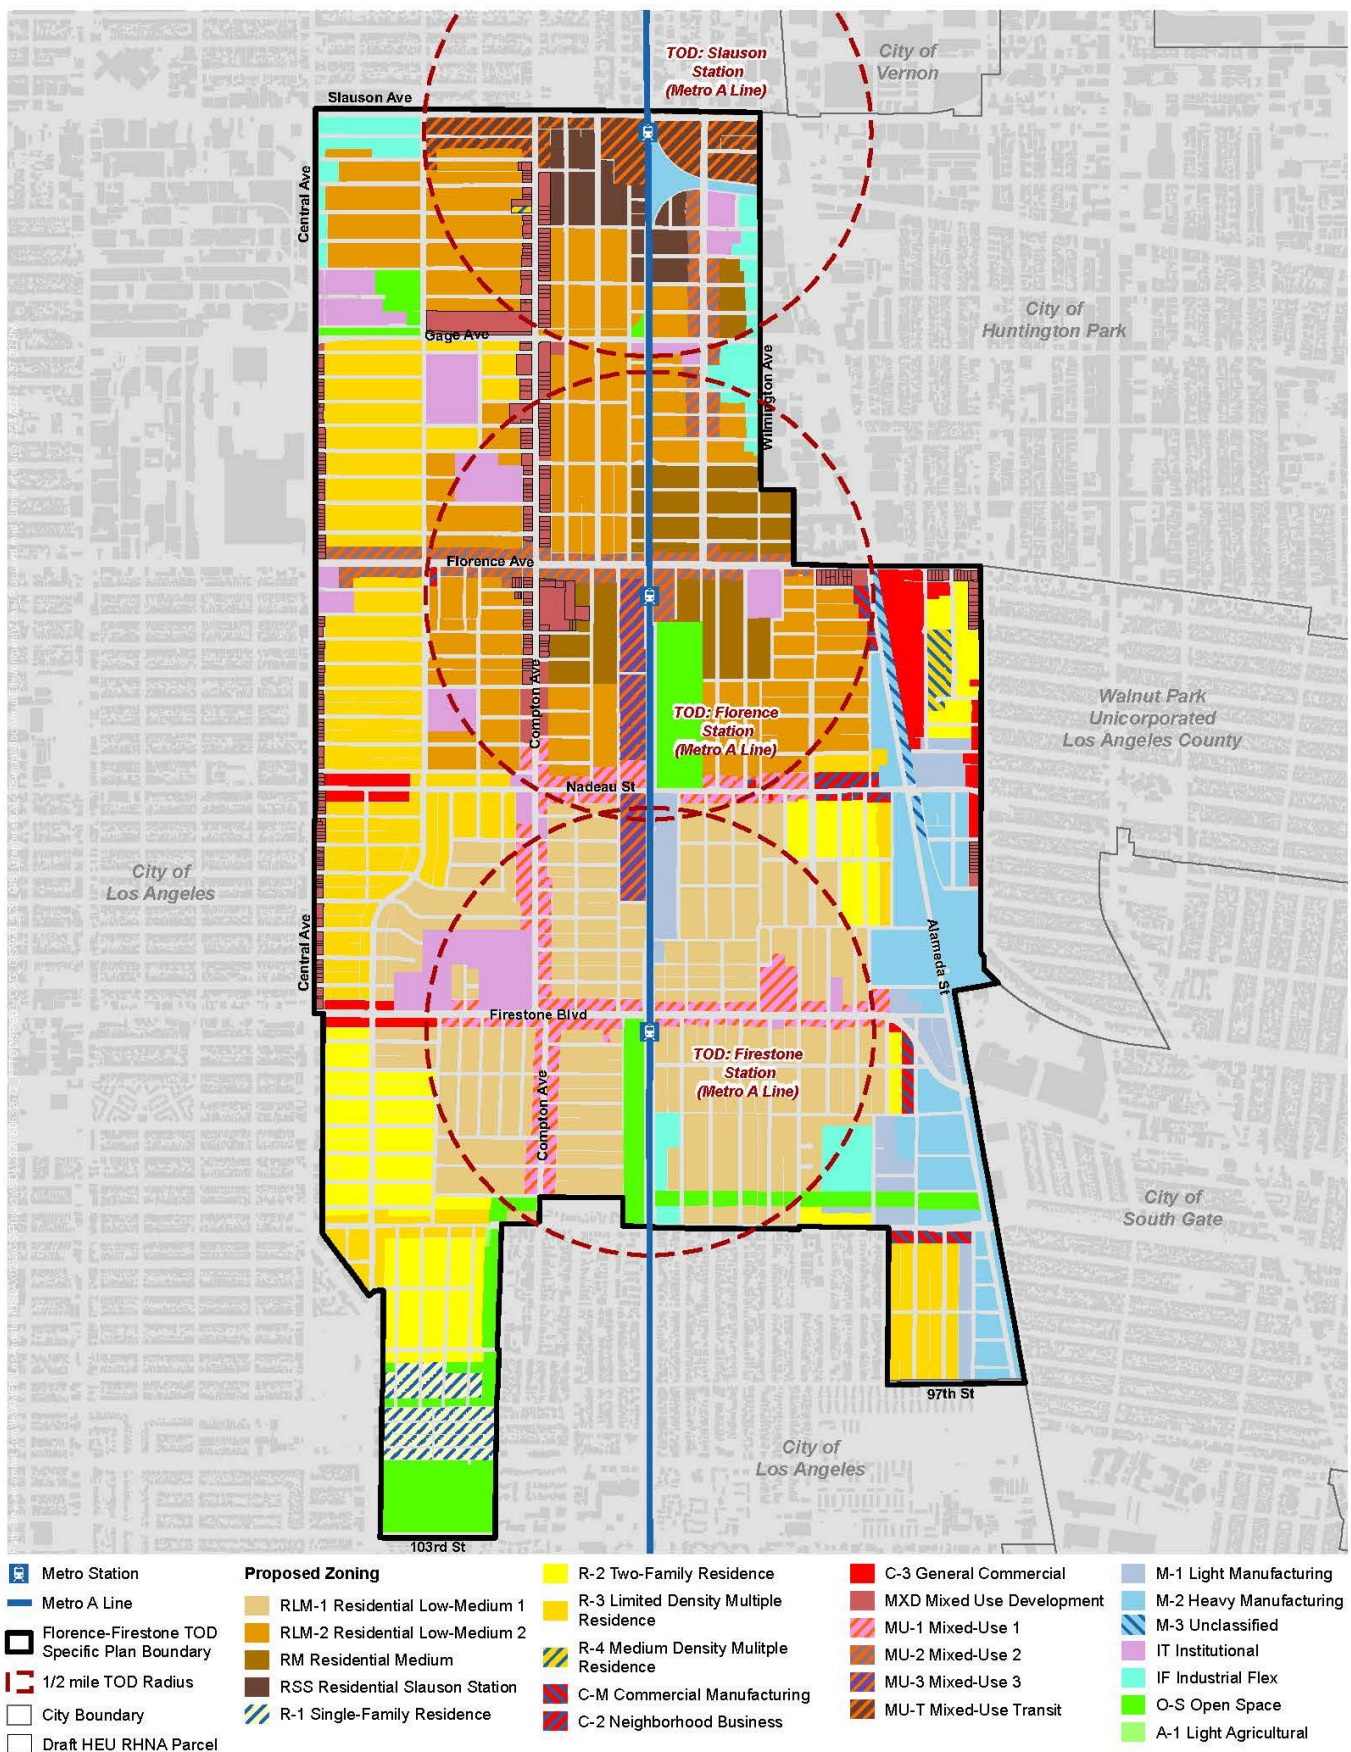 TOD: Slauson
Station
(Metro A Line)
City of
Vernon
Slauson Ave
Central Ave
Gage Ave
City of
Huntington Park
Wilmington Ave
Florence Ave
Compton Ave
TOD: Florence
Station
(Metro A Line)
Walnut Park
Unicorporated
Los Angeles County
Nadeau St
City of
Los Angeles
Central Ave
Alameda St
Firestone Blvd
TOD: Firestone
Station
(Metro A Line)
Compton Ave
City of
South Gate
97th St
City of
Los Angeles
103rd St
Metro Station
Metro A Line
Florence-Firestone TOD
Specific Plan Boundary
1/2 mile TOD Radius
City Boundary
Draft HEU RHNA Parcel
Proposed Zoning
RLM-1 Residential Low-Medium 1
RLM-2 Residential Low-Medium 2
RM Residential Medium
RSS Residential Slauson Station
R-1 Single-Family Residence
R-2 Two-Family Residence
R-3 Limited Density Multiple
Residence
R-4 Medium Density Mulitple
Residence
C-M Commercial Manufacturing
C-2 Neighborhood Business
C-3 General Commercial
MXD Mixed Use Development
MU-1 Mixed-Use 1
MU-2 Mixed-Use 2
MU-3 Mixed-Use 3
MU-T Mixed-Use Transit
M-1 Light Manufacturing
M-2 Heavy Manufacturing
M-3 Unclassified
IT Institutional
IF Industrial Flex
O-S Open Space
A-1 Light Agricultural